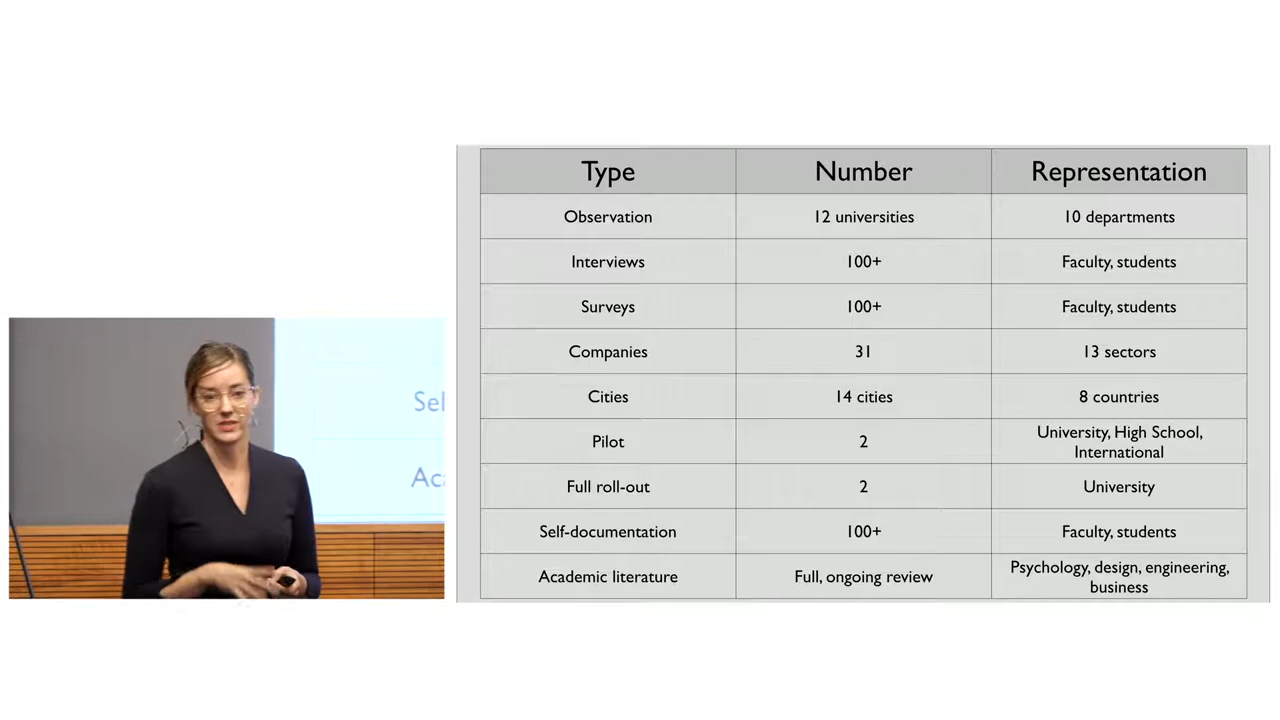 Type Number Representation
Observation 12 universities 10 departments
Interviews 100+ Faculty, students
Surveys 100+ Faculty, students
Companies 31 13 sectors
Cities 14 cities 8 countries
Pilot 2 University, High School,
International
Full roll-out 2 University
Self-documentation 100+ Faculty, students
Academic literature Full, ongoing review Psychology, design, engineering,
business
Sel
Aca